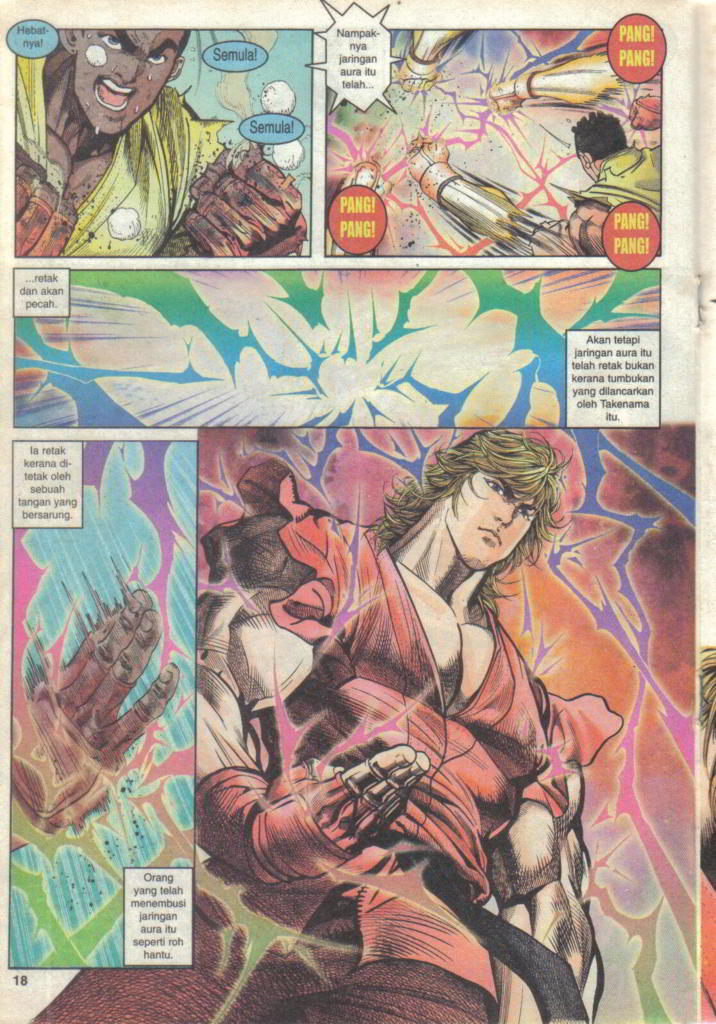 Hebat-
nya!
Semula!
Semula!
Nampak-
nya
jaringan
aura itu
telah...
PANG!
PANG!
PANG!
PANG!
PANG!
PANG!
...retak
dan akan
pecah.
Akan tetapi
jaringan aura itu
telah retak bukan
kerana tumbukan
yang dilancarkan
oleh Takenama
itu.
Ia retak
kerana di-
tetak oleh
sebuah
tangan yang
bersarung.
Orang
yang telah
menembusi
jaringan
aura itu
seperti roh
hantu.
18